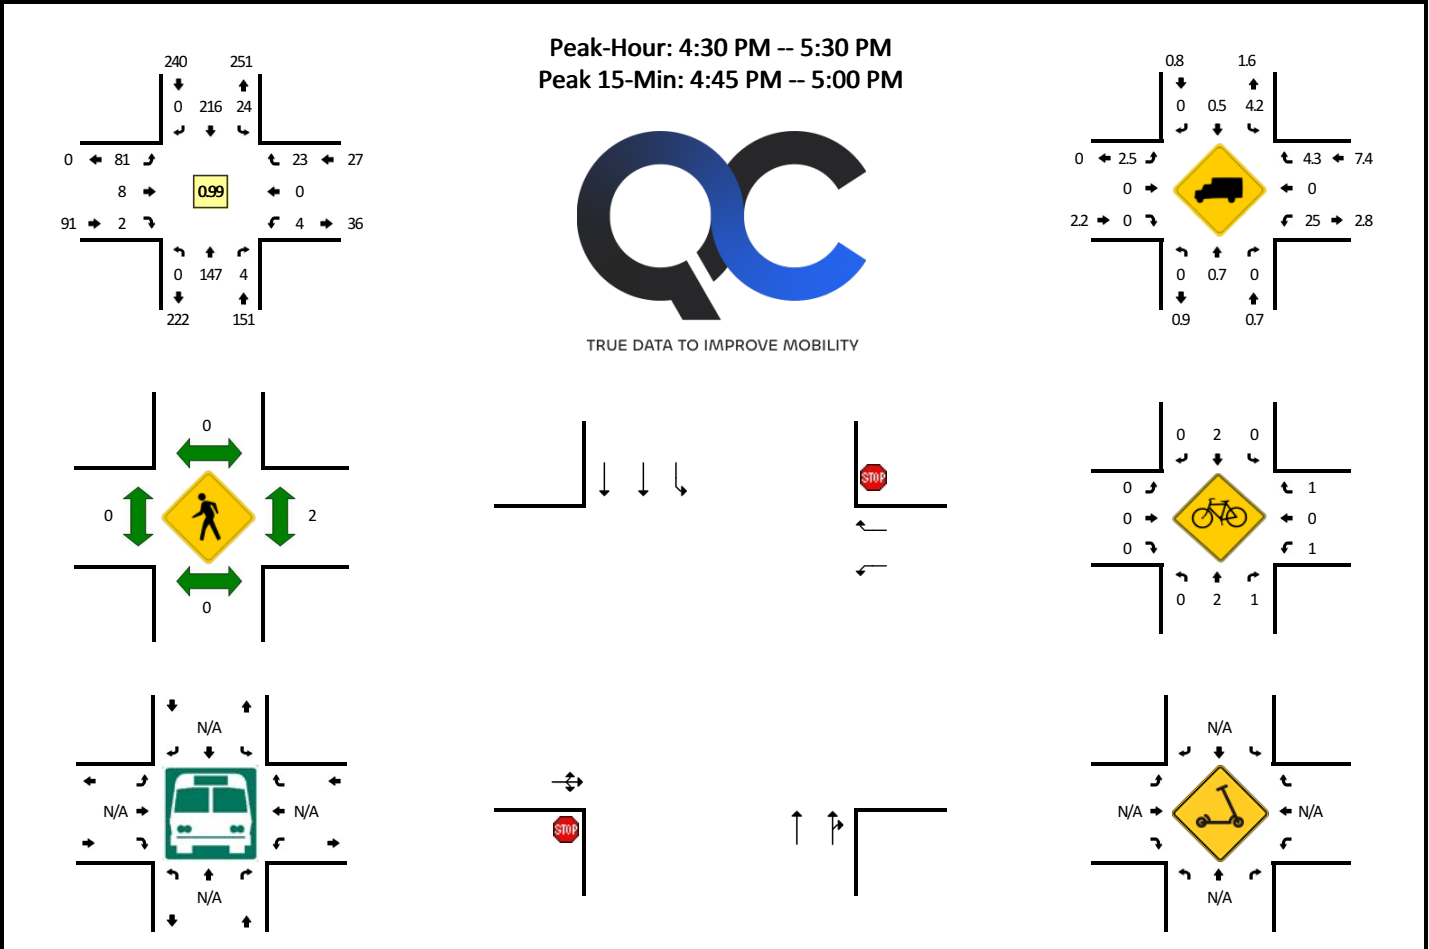 Peak-Hour: 4:30 PM -- 5:30 PM
Peak 15-Min: 4:45 PM -- 5:00 PM
240 251
0 216 24
0 81 23 27
8 0.99 0
91 2 4 36
0 147 4
222 151
QC
TRUE DATA TO IMPROVE MOBILITY
0.8 1.6
0 0.5 4.2
0 2.5 4.3 7.4
0 0
2.2 0 25 2.8
0 0.7 0
0.9 0.7
0
0 2
0
STOP
STOP
0 2 0
0 1
0 0
0 1
0 2 1
N/A
N/A N/A
N/A
N/A
N/A N/A
N/A